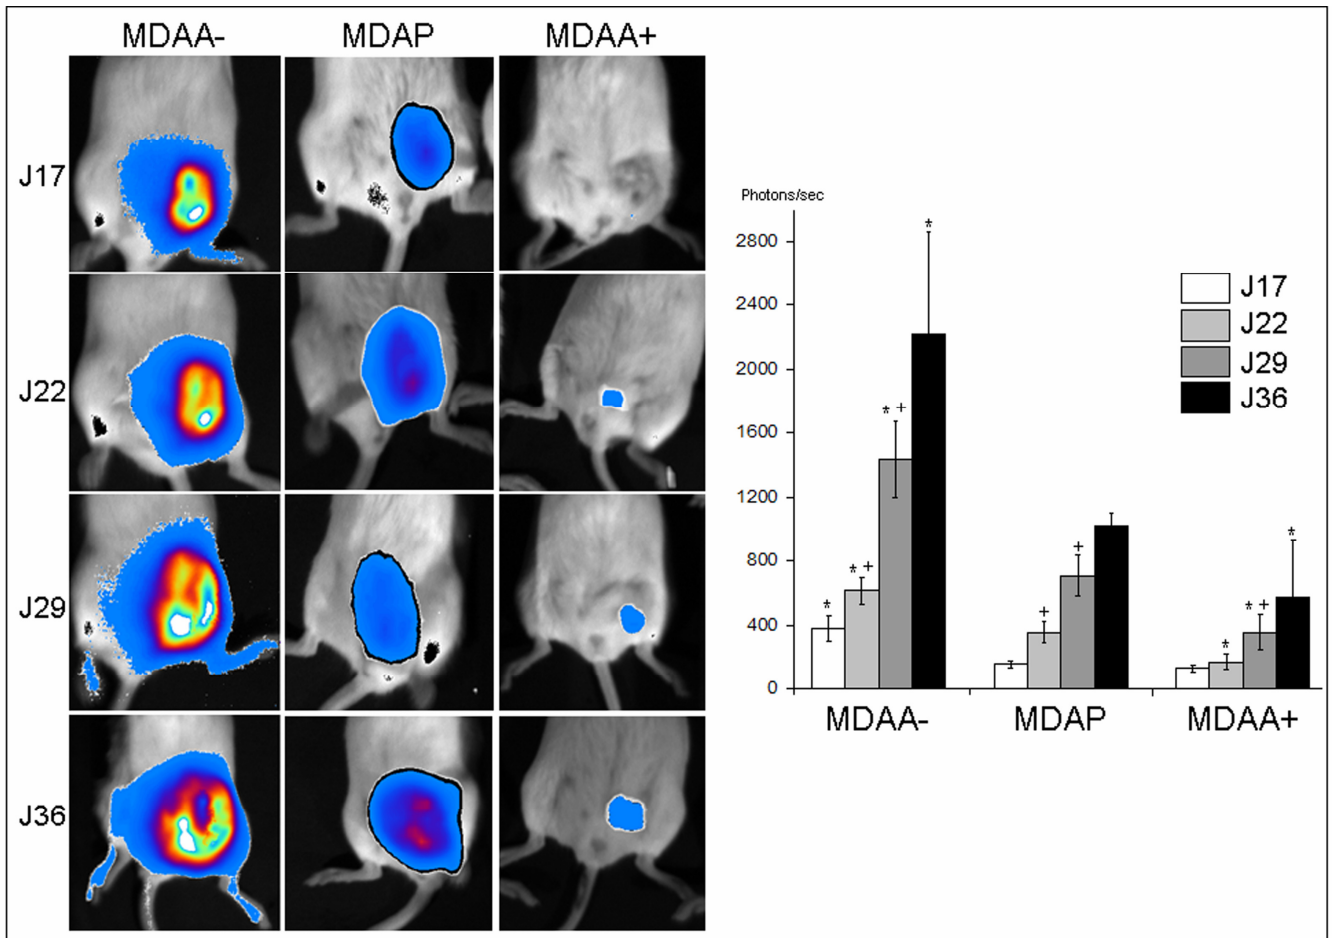 MDAA- MDAP MDAA+
J17
J22
J29
J36
Photons/sec
2800
2400
2000
1600
1200
800
400
0
*
* +
* +
*
+
+
*
* +
*
MDAA- MDAP MDAA+
J17
J22
J29
J36